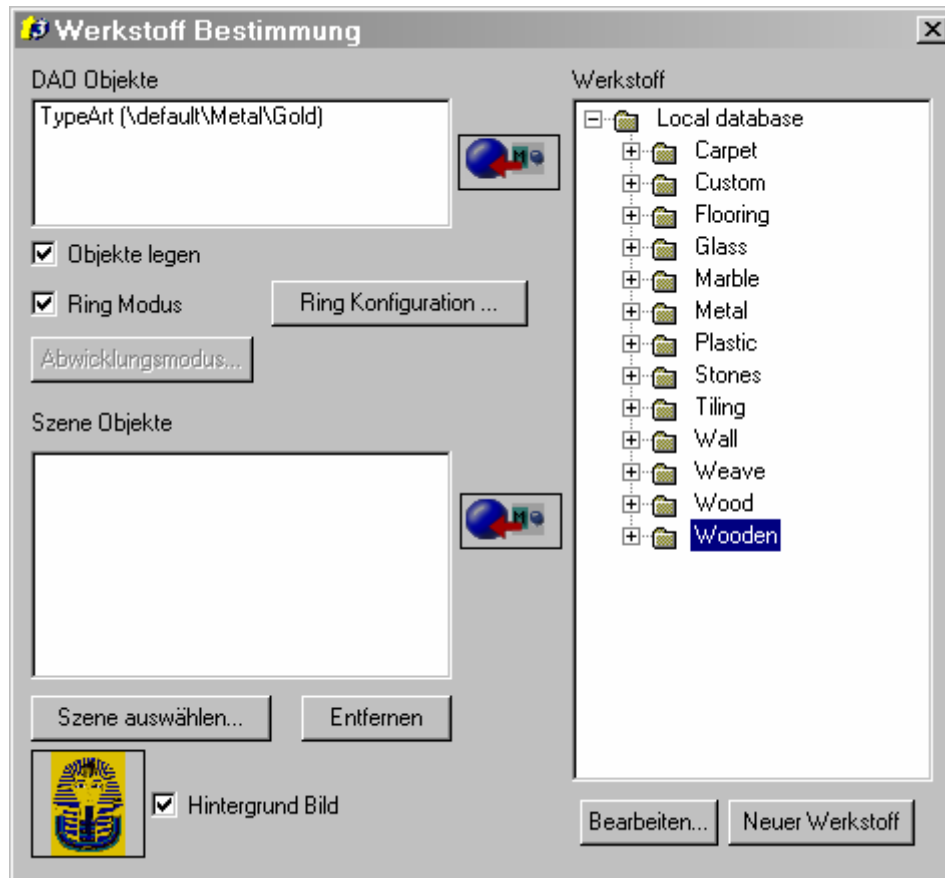 Werkstoff Bestimmung
DAO Objekte
TypeArt (\default\Metal\Gold)
M
Objekte legen
Ring Modus
Ring Konfiguration ...
Abwicklungsmodus...
Szene Objekte
M
Szene auswählen...
Entfernen
Hintergrund Bild
Werkstoff
Local database
Carpet
Custom
Flooring
Glass
Marble
Metal
Plastic
Stones
Tiling
Wall
Weave
Wood
Wooden
Bearbeiten...
Neuer Werkstoff